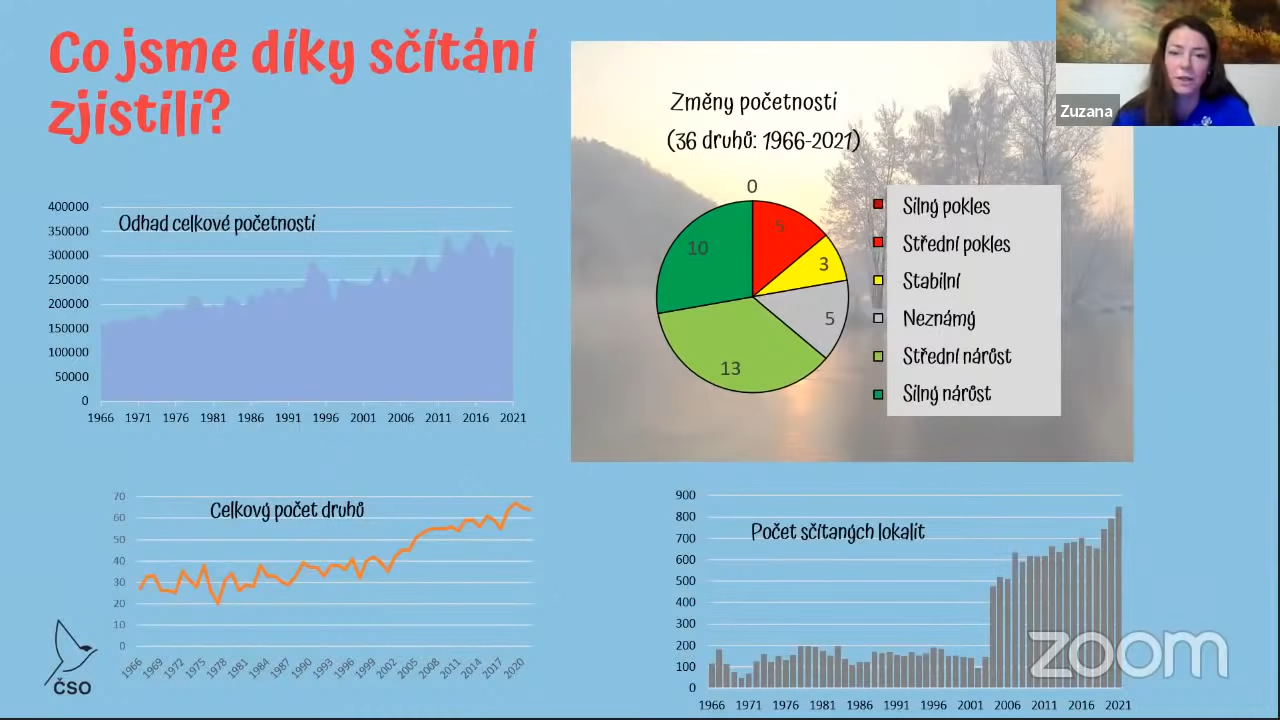 Co jsme díky sčítání
zjistili?
Zuzana
Změny početnosti
(36 druhů: 1966-2021)
0
5
3
5
13
10
Silný pokles
Střední pokles
Stabilní
Neznámý
Střední nárůst
Silný nárůst
Odhad celkové početnosti
400000
350000
300000
250000
200000
150000
100000
50000
0
1966 1971 1976 1981 1986 1991 1996 2001 2006 2011 2016 2021
Celkový počet druhů
70
60
50
40
30
20
10
0
1966 1969 1972 1975 1978 1981 1984 1987 1990 1993 1996 1999 2002 2005 2008 2011 2014 2017 2020
ČSO
Počet sčítaných lokalit
900
800
700
600
500
400
300
200
100
0
1966 1971 1976 1981 1986 1991 1996 2001 2006 2011 2016 2021
zoom